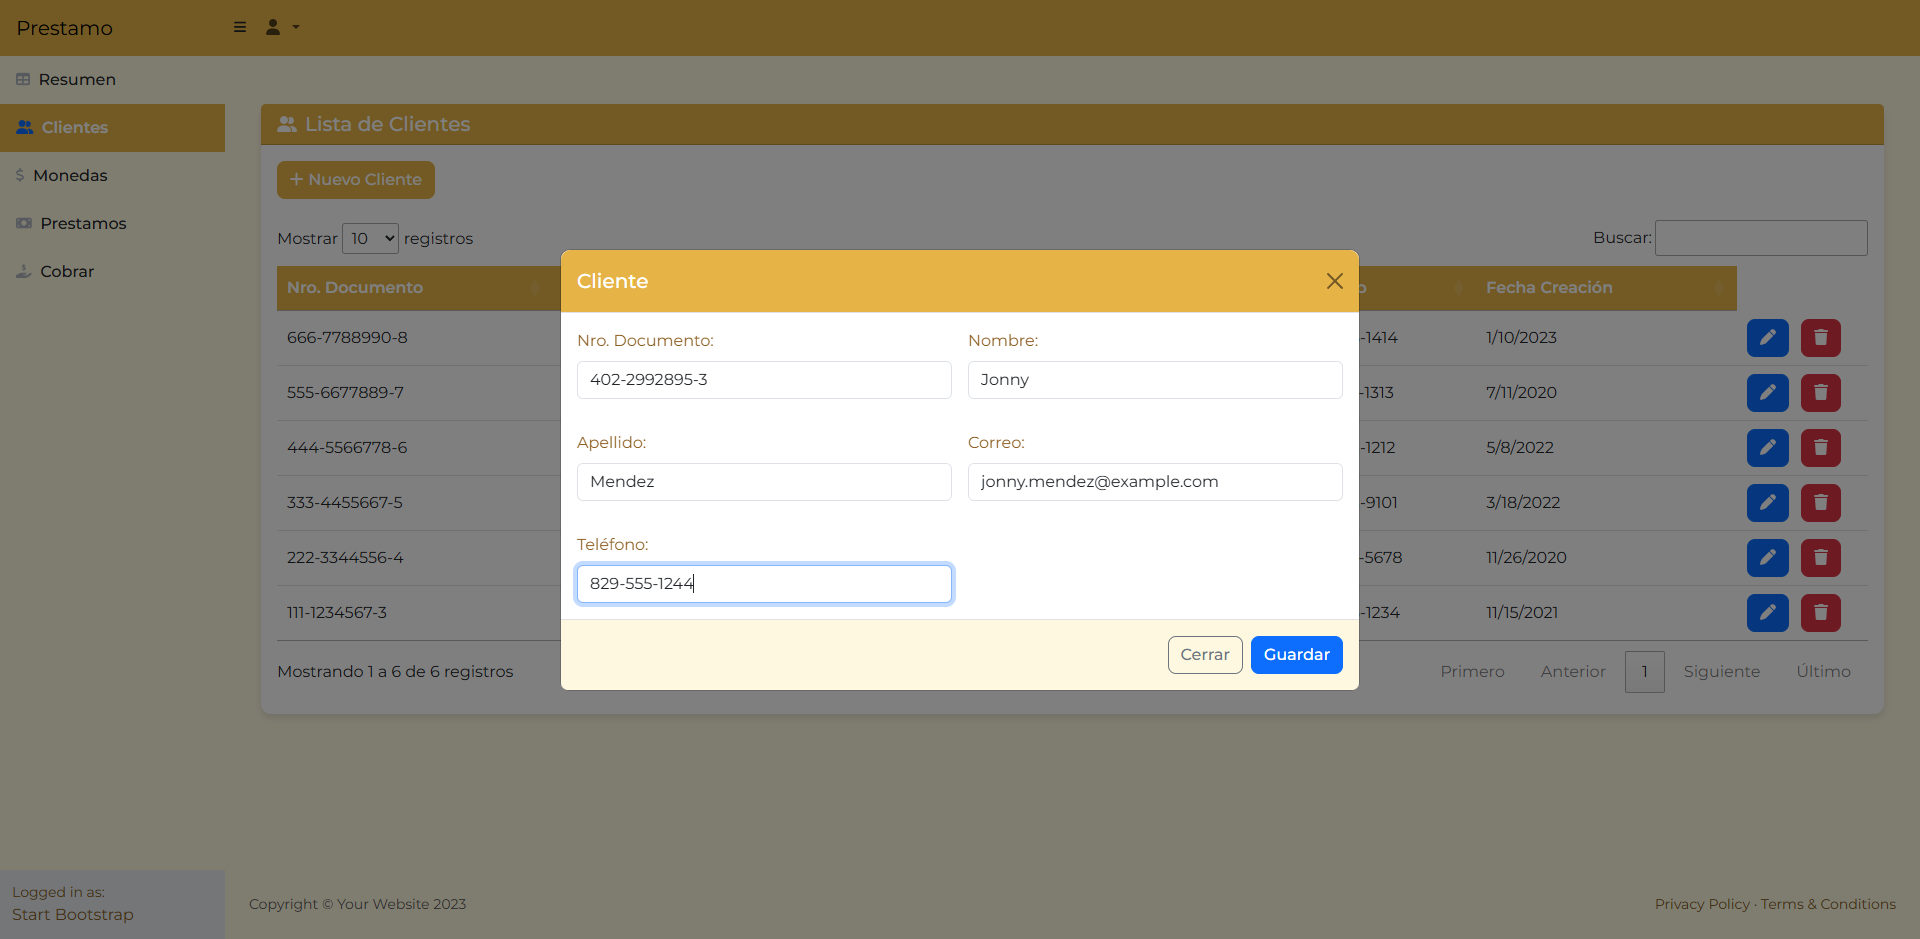 Prestamo
Resumen
Clientes
Monedas
Prestamos
Cobrar
Lista de Clientes
+ Nuevo Cliente
Mostrar 10 registros
Buscar:
Nro. Documento
o
Fecha Creación
666-7788990-8
-1414
1/10/2023
555-6677889-7
-1313
7/11/2020
444-5566778-6
-1212
5/8/2022
333-4455667-5
-9101
3/18/2022
222-3344556-4
-5678
11/26/2020
111-1234567-3
-1234
11/15/2021
Mostrando 1 a 6 de 6 registros
Primero Anterior 1 Siguiente Último
Cliente
Nro. Documento:
402-2992895-3
Nombre:
Jonny
Apellido:
Mendez
Correo:
jonny.mendez@example.com
Teléfono:
829-555-1244
Cerrar
Guardar
Logged in as:
Start Bootstrap
Copyright © Your Website 2023
Privacy Policy · Terms & Conditions